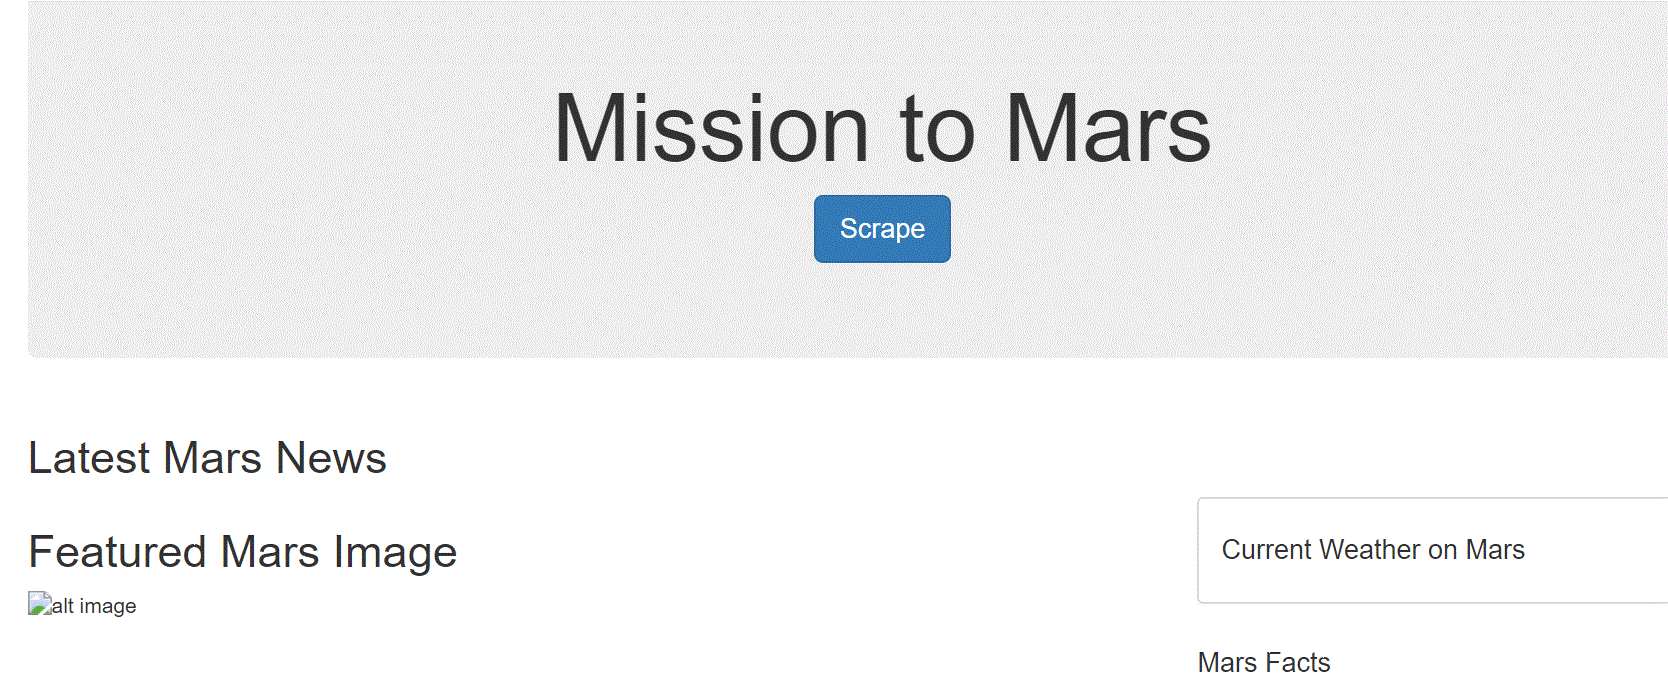 Mission to Mars
Scrape
Latest Mars News
Featured Mars Image
alt image
Current Weather on Mars
Mars Facts